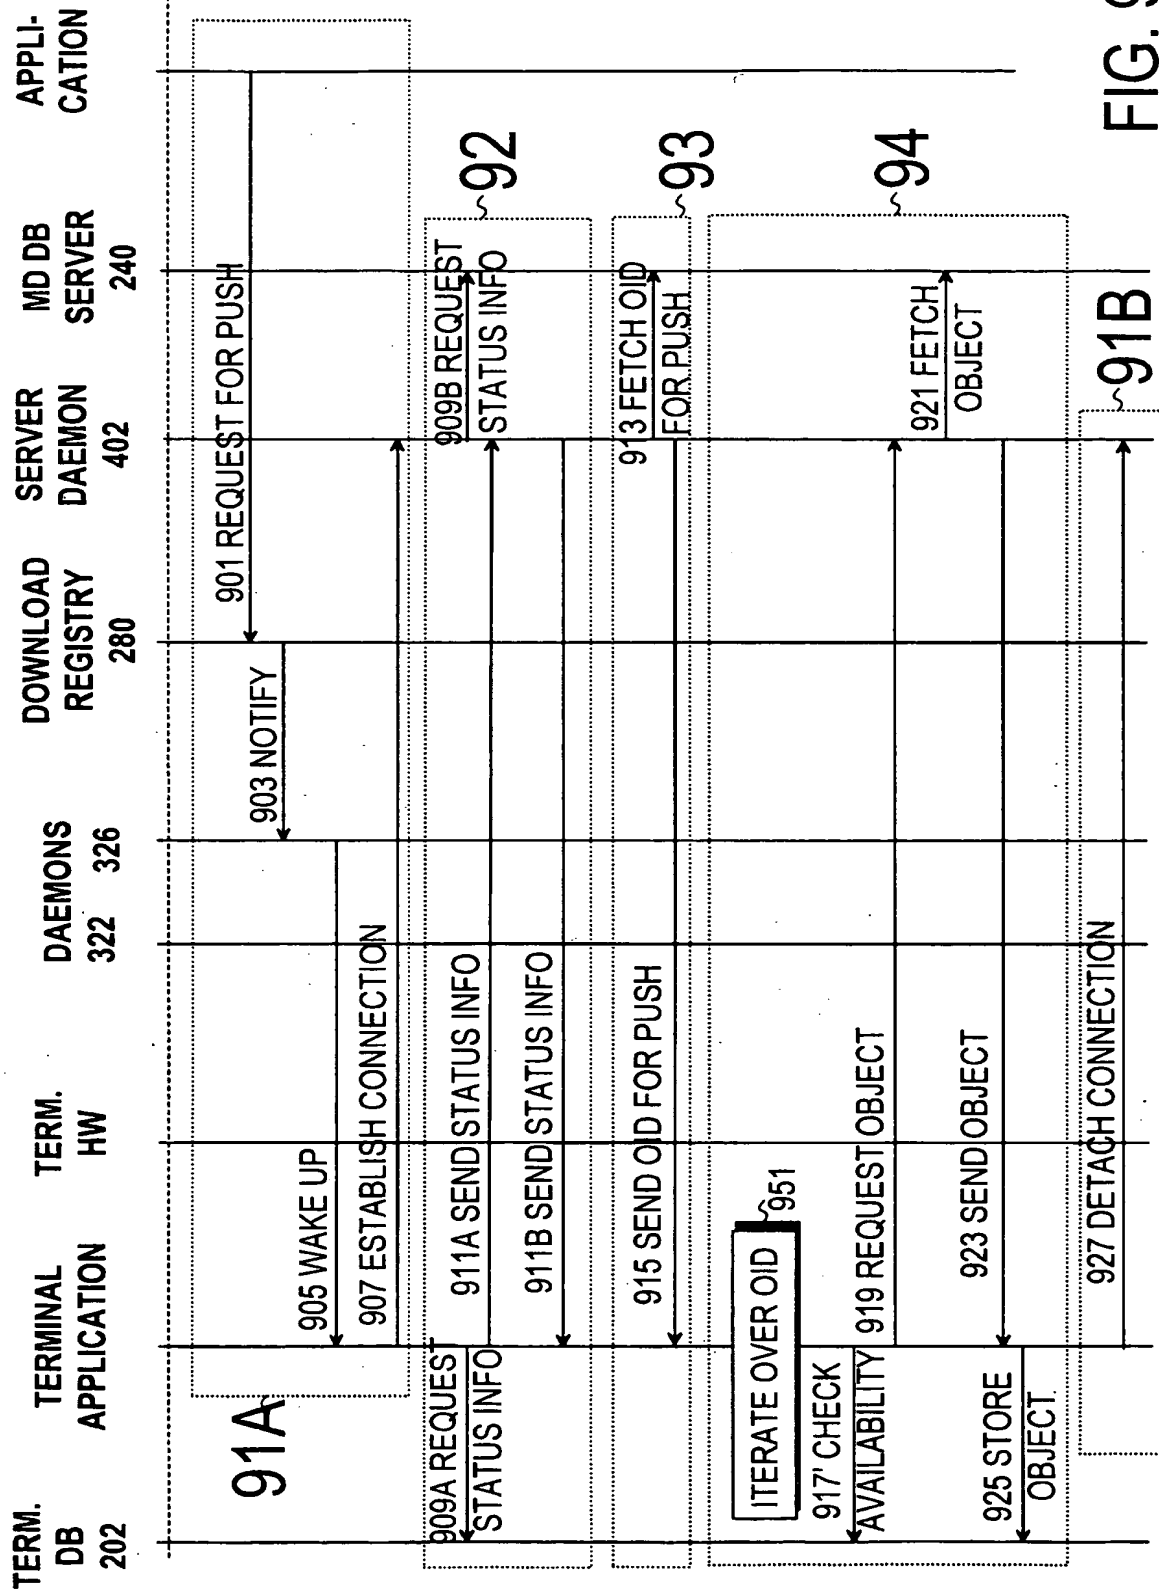 TERM.
DB
202
TERMINAL
APPLICATION
TERM.
HW
DAEMONS
322 326
DOWNLOAD
REGISTRY
280
SERVER
DAEMON
402
MD DB
SERVER
240
APPLI-
CATION
91A
901 REQUEST FOR PUSH
903 NOTIFY
905 WAKE UP
907 ESTABLISH CONNECTION
92
909A REQUES
STATUS INFO
909B REQUEST
STATUS INFO
911A SEND STATUS INFO
911B SEND STATUS INFO
93
913 FETCH OID
FOR PUSH
915 SEND OID FOR PUSH
94
ITERATE OVER OID
951
917' CHECK
AVAILABILITY
919 REQUEST OBJECT
921 FETCH
OBJECT
923 SEND OBJECT
925 STORE
OBJECT
91B
927 DETACH CONNECTION
FIG.